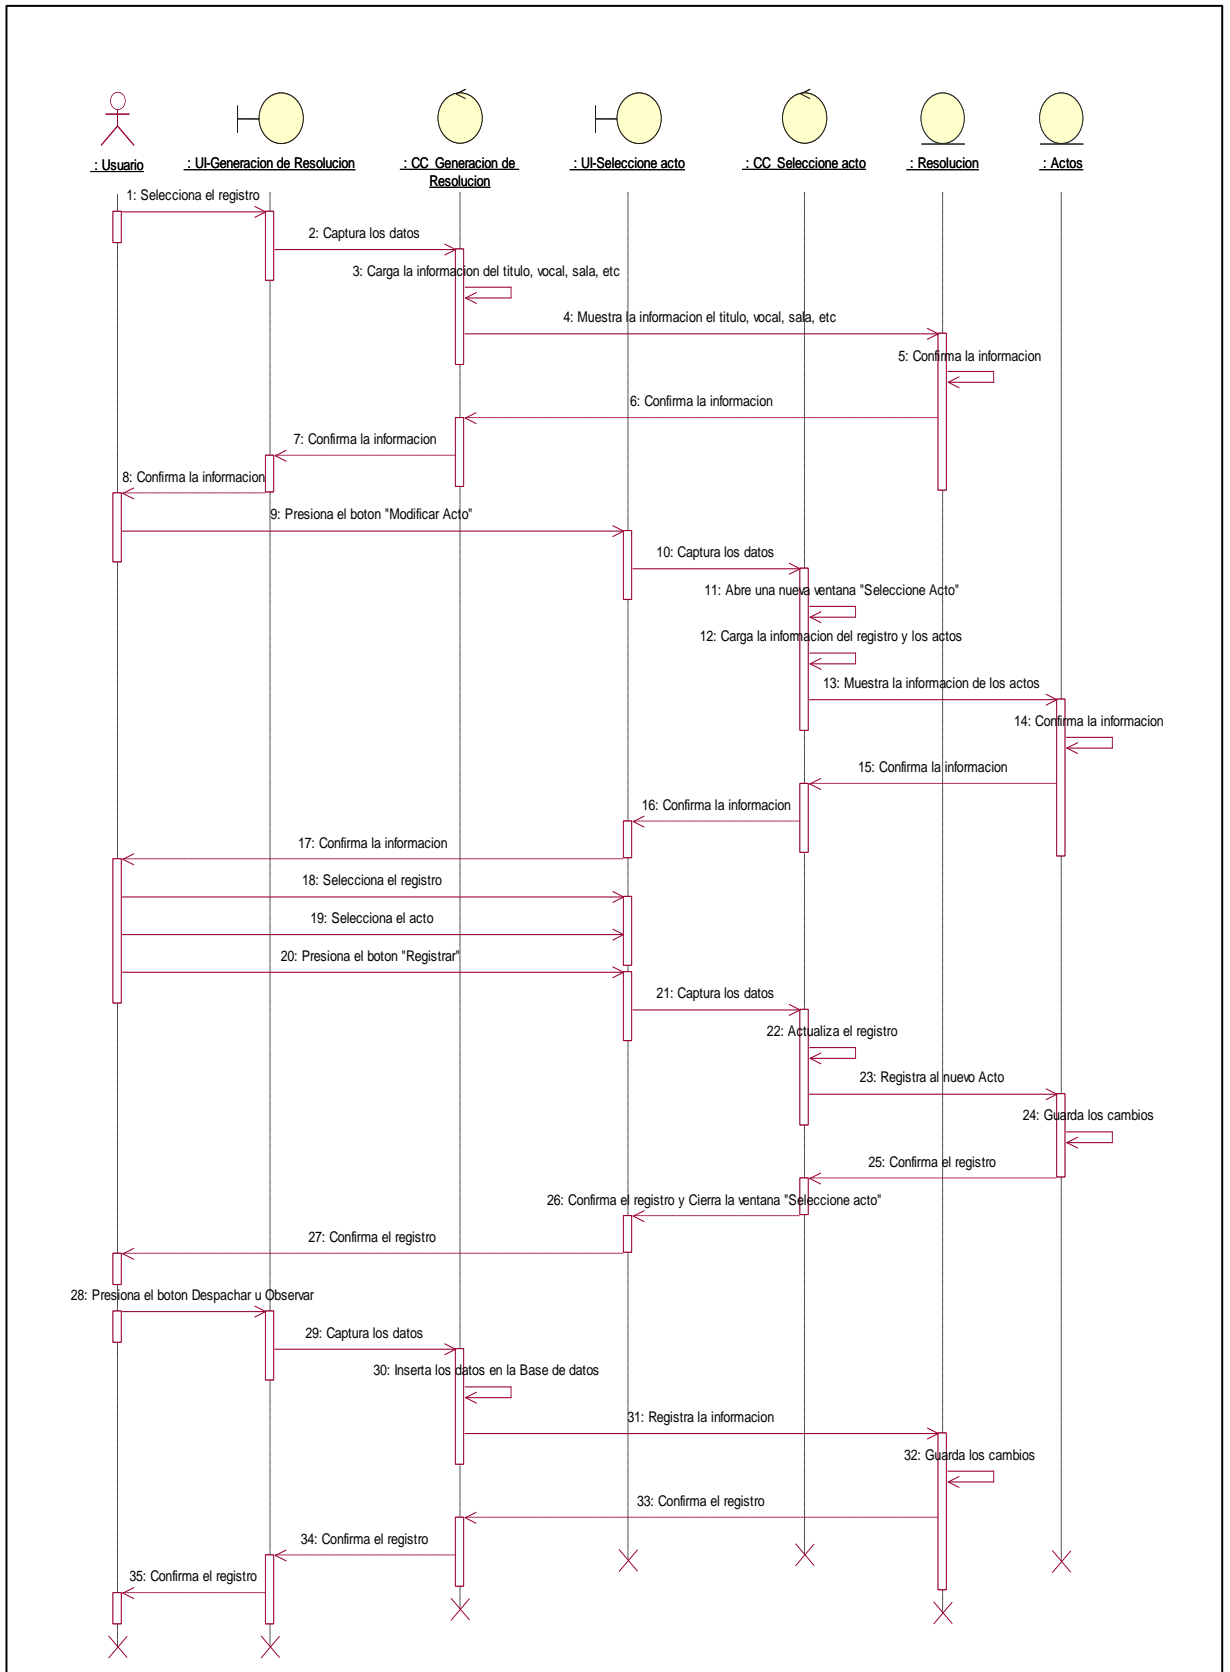 : Usuario
: UI-Generacion de Resolucion
: CC_Generacion de
Resolucion
: UI-Seleccione acto
: CC_Seleccione acto
: Resolucion
: Actos
1: Selecciona el registro
2: Captura los datos
3: Carga la informacion del titulo, vocal, sala, etc
4: Muestra la informacion el titulo, vocal, sala, etc
5: Confirma la informacion
6: Confirma la informacion
7: Confirma la informacion
8: Confirma la informacion
9: Presiona el boton "Modificar Acto"
10: Captura los datos
11: Abre una nueva ventana "Seleccione Acto"
12: Carga la informacion del registro y los actos
13: Muestra la informacion de los actos
14: Confirma la informacion
15: Confirma la informacion
16: Confirma la informacion
17: Confirma la informacion
18: Selecciona el registro
19: Selecciona el acto
20: Presiona el boton "Registrar"
21: Captura los datos
22: Actualiza el registro
23: Registra al nuevo Acto
24: Guarda los cambios
25: Confirma el registro
26: Confirma el registro y Cierra la ventana "Seleccione acto"
27: Confirma el registro
28: Presiona el boton Despachar u Observar
29: Captura los datos
30: Inserta los datos en la Base de datos
31: Registra la informacion
32: Guarda los cambios
33: Confirma el registro
34: Confirma el registro
35: Confirma el registro